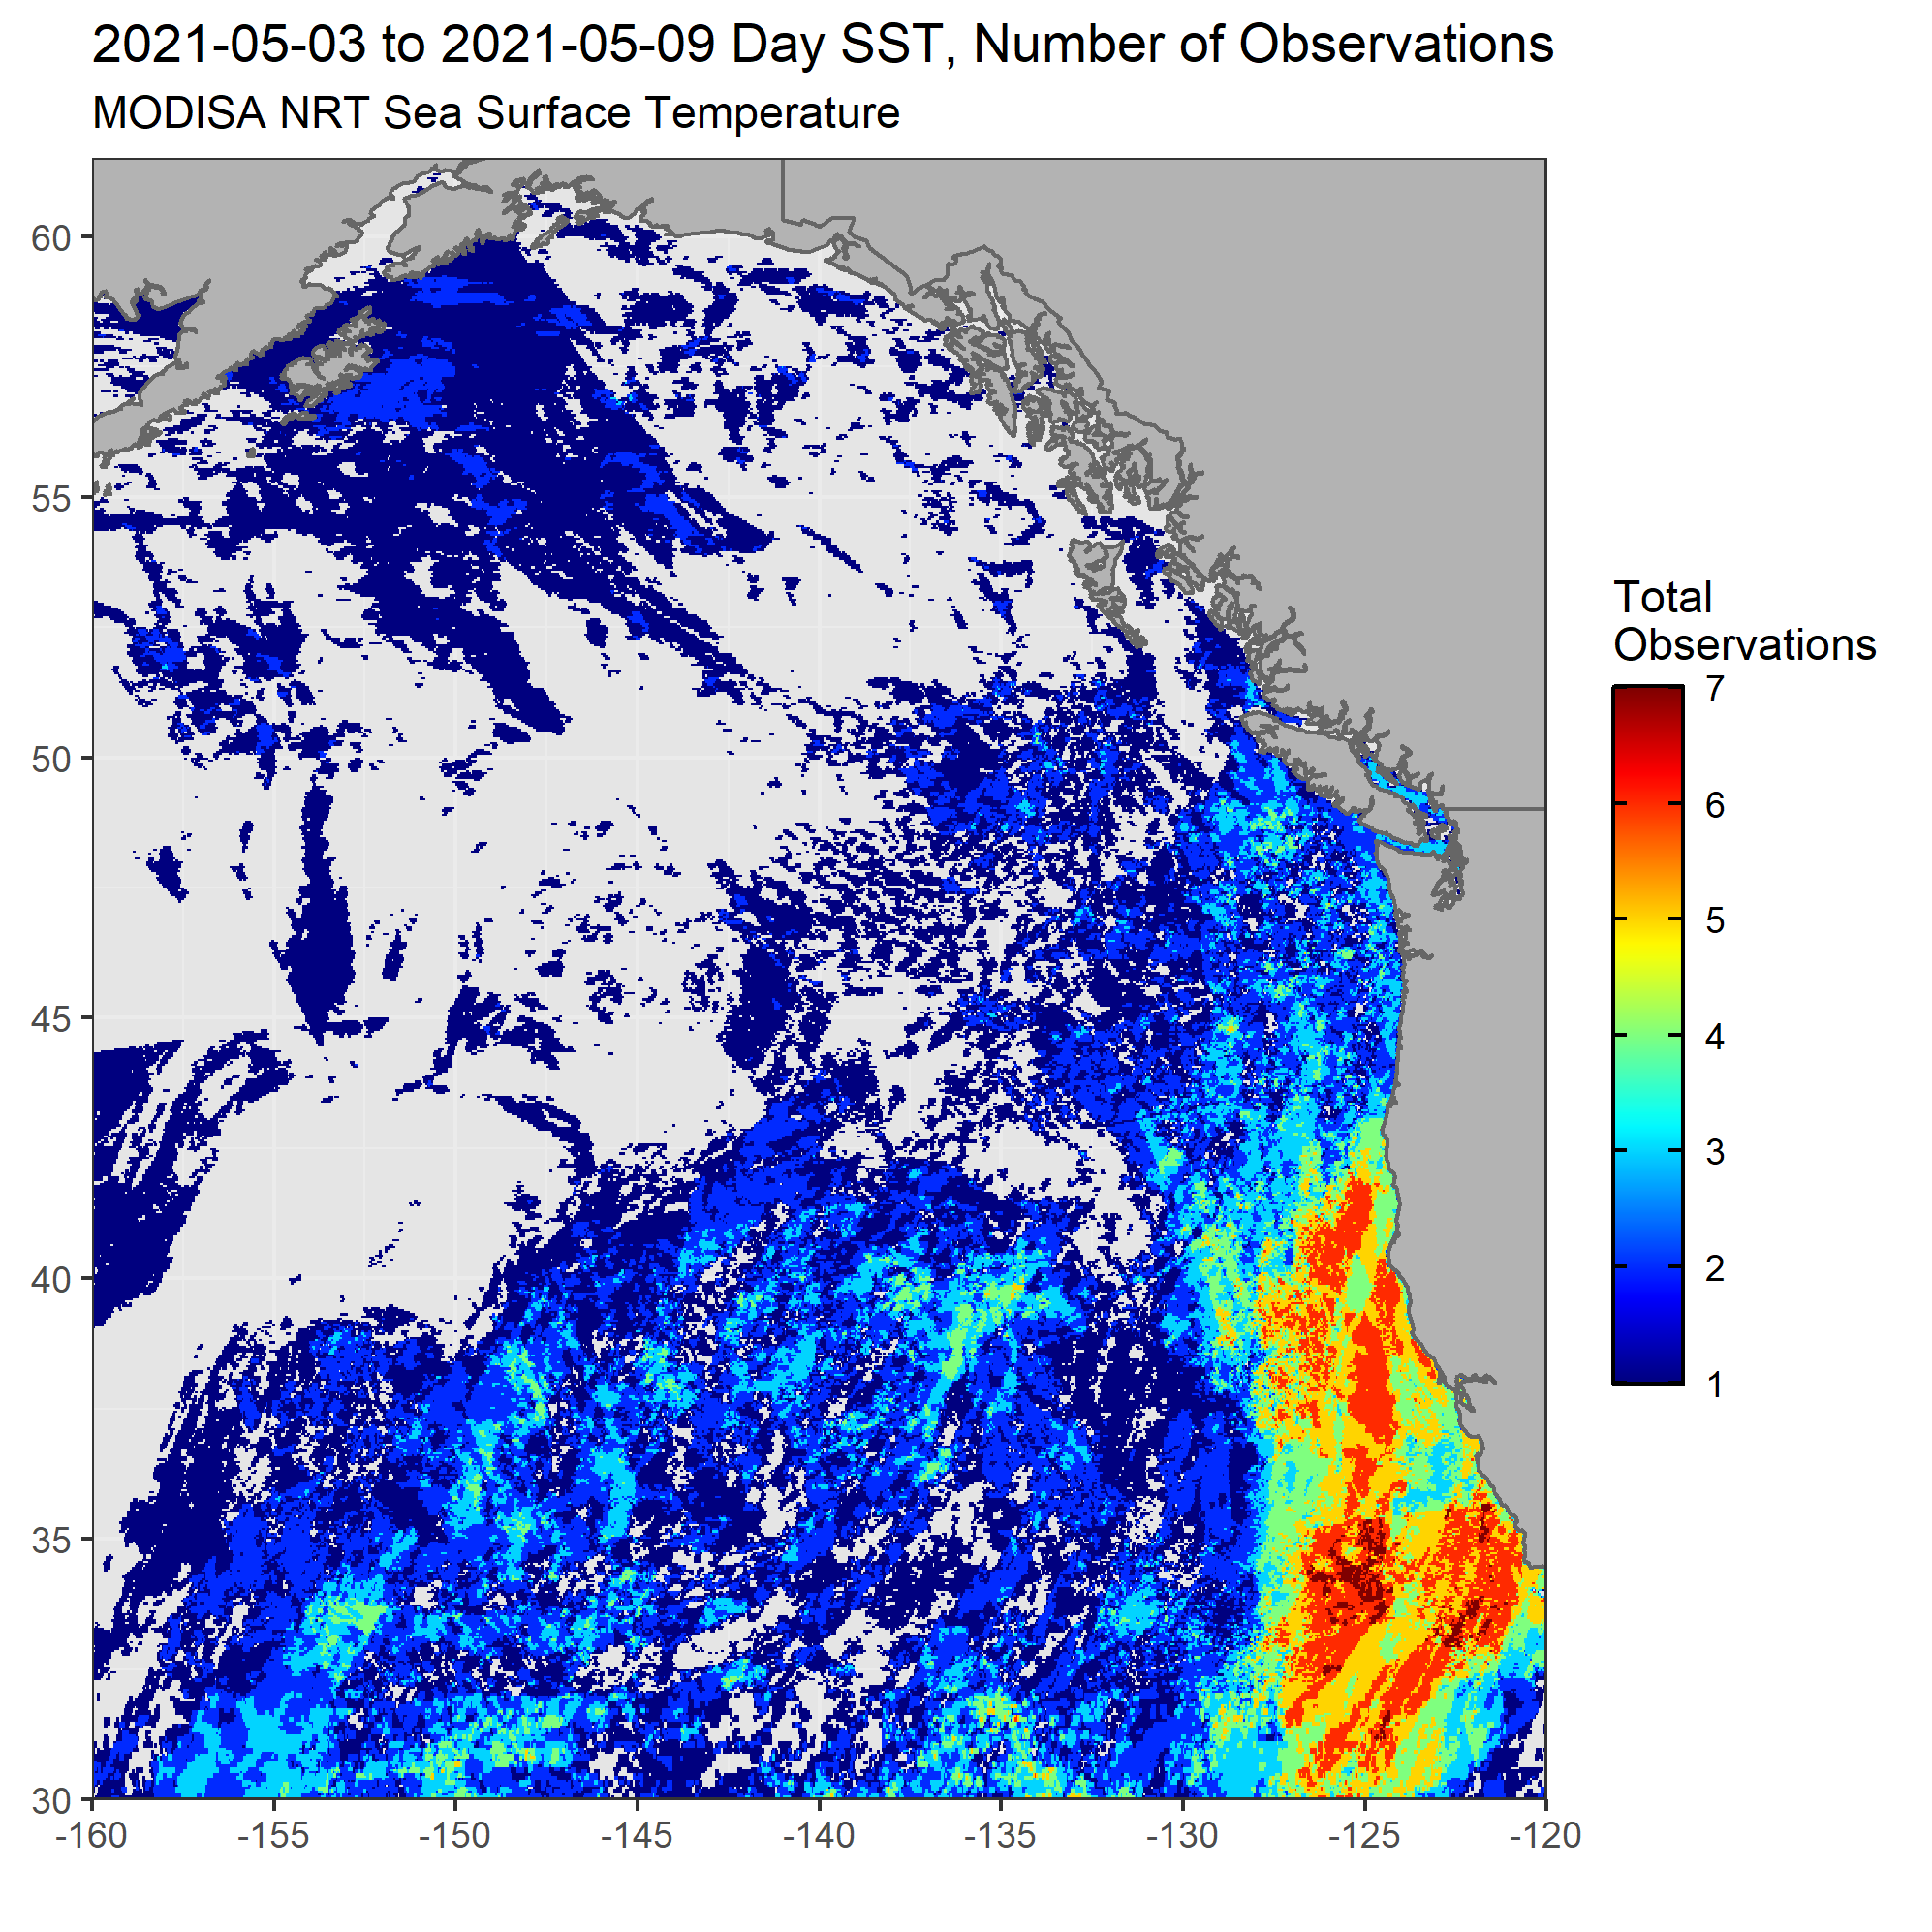 2021-05-03 to 2021-05-09 Day SST, Number of Observations
MODISA NRT Sea Surface Temperature
60
55
50
45
40
35
30
-160 -155 -150 -145 -140 -135 -130 -125 -120
Total
Observations
7
6
5
4
3
2
1